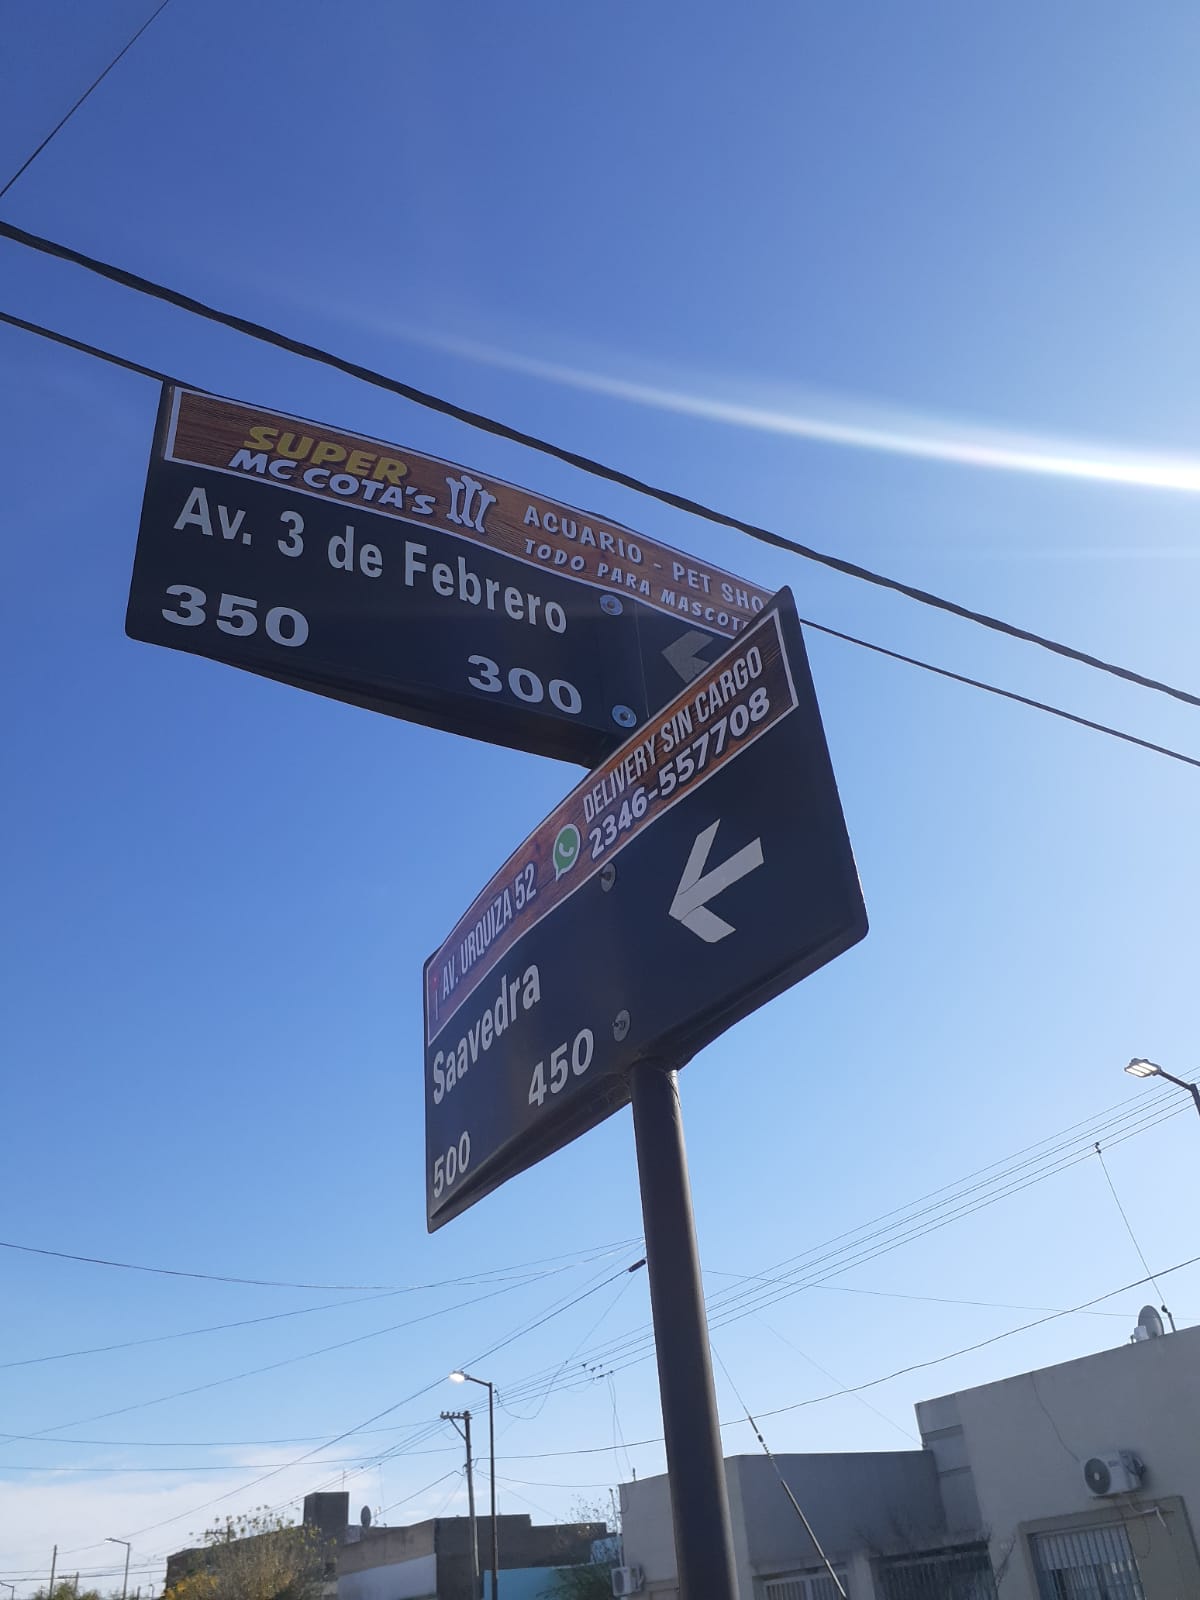 SUPER
MC COTA'S
ACUARIO - PET SHO
TODO PARA MASCOT
Av. 3 de Febrero
350
300
DELIVERY SIN CARGO
2346-557708
AV. URQUIZA 52
Saavedra
450
500